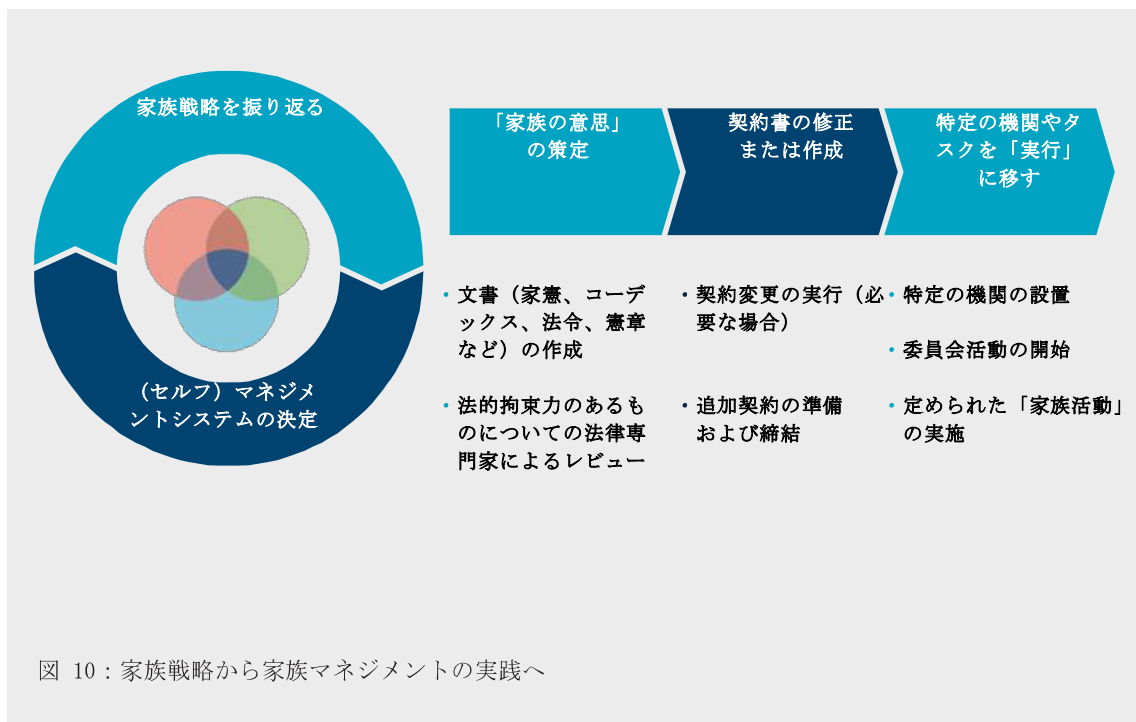 家族戦略を振り返る
（セルフ）マネジメ
ントシステムの決定
「家族の意思」
の策定
契約書の修正
または作成
特定の機関やタ
スクを「実行」
に移す
・文書（家憲、コーデ
ックス、法令、憲章
など）の作成
・法的拘束力のあるも
のについての法律専
門家によるレビュー
・契約変更の実行（必
要な場合）
・追加契約の準備
および締結
・特定の機関の設置
・委員会活動の開始
・定められた「家族活動」
の実施
図 10：家族戦略から家族マネジメントの実践へ